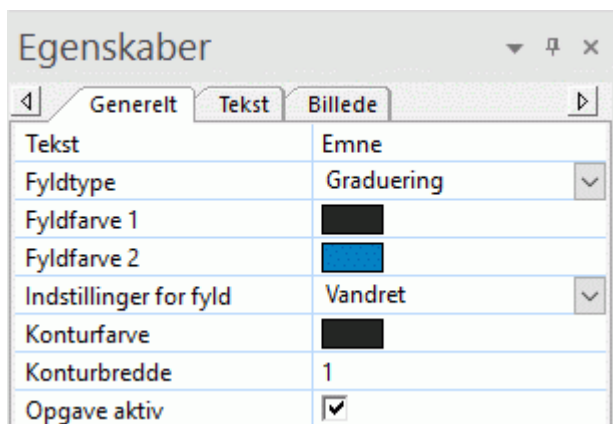 Egenskaber
Generelt Tekst Billede
Tekst Emne
Fyldtype Graduering
Fyldfarve 1
Fyldfarve 2
Indstillinger for fyld Vandret
Konturfarve
Konturbredde 1
Opgave aktiv